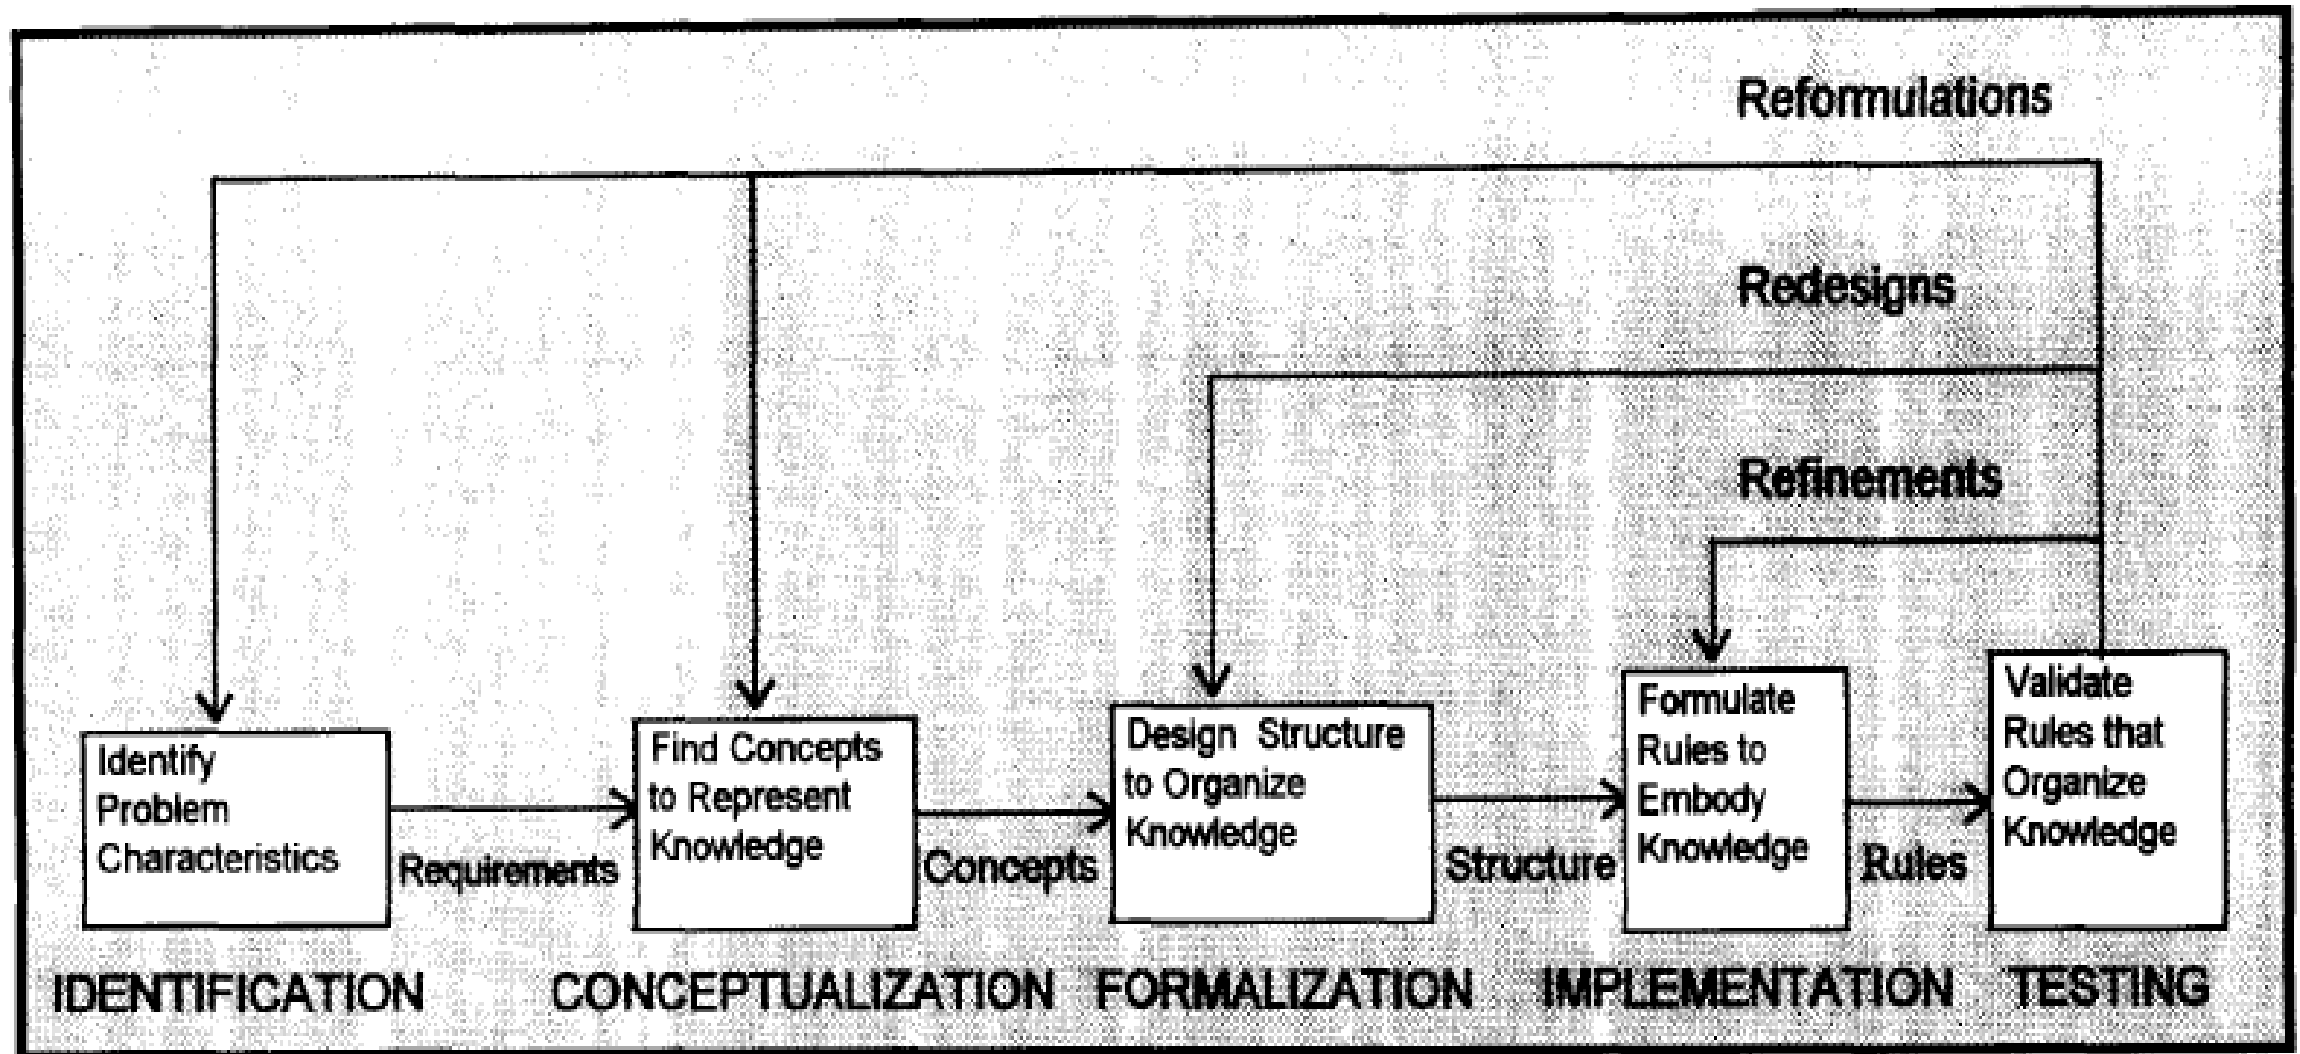 Reformulations
Redesigns
Refinements
Identify
Problem
Characteristics
Requirements
Find Concepts
to Represent
Knowledge
Concepts
Design Structure
to Organize
Knowledge
Structure
Formulate
Rules to
Embody
Knowledge
Rules
Validate
Rules that
Organize
Knowledge
IDENTIFICATION CONCEPTUALIZATION FORMALIZATION IMPLEMENTATION TESTING